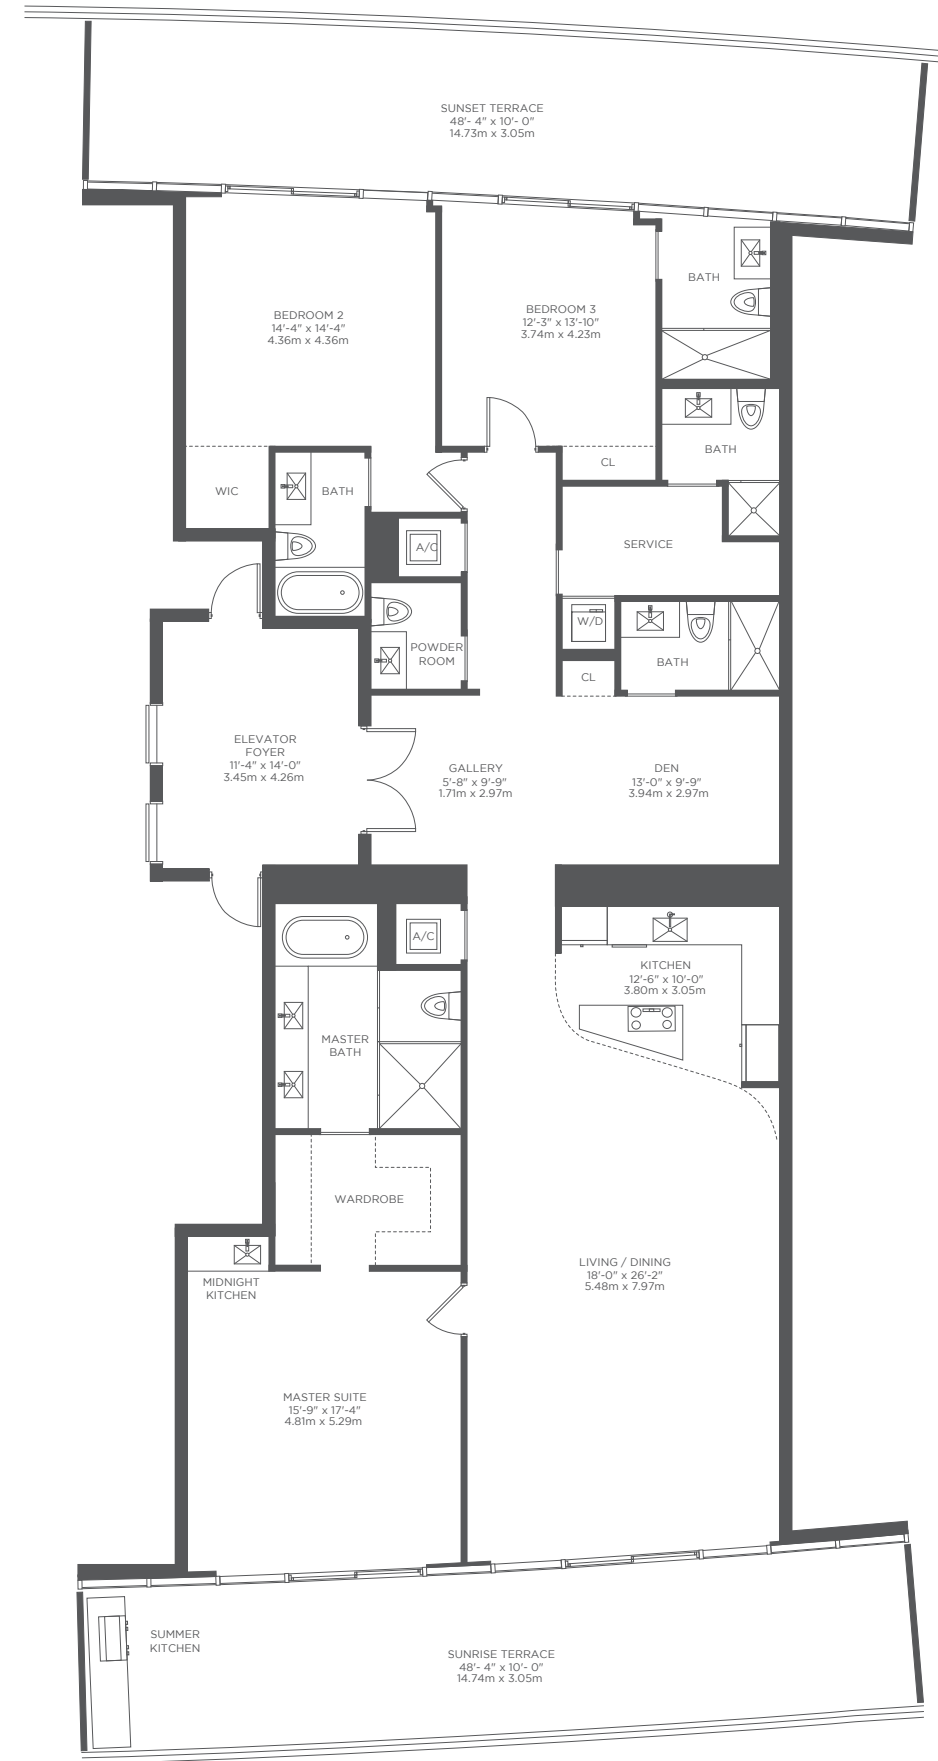 SUNSET TERRACE
48'- 4" x 10'- 0"
14.73m x 3.05m
BATH
BEDROOM 2
14'-4" x 14'-4"
4.36m x 4.36m
BEDROOM 3
12'-3" x 13'-10"
3.74m x 4.23m
BATH
CL
WIC
BATH
A/C
SERVICE
W/D
POWDER
ROOM
BATH
CL
ELEVATOR
FOYER
11'-4" x 14'-0"
3.45m x 4.26m
GALLERY
5'-8" x 9'-9"
1.71m x 2.97m
DEN
13'-0" x 9'-9"
3.94m x 2.97m
A/C
KITCHEN
12'-6" x 10'-0"
3.80m x 3.05m
MASTER
BATH
WARDROBE
MIDNIGHT
KITCHEN
LIVING / DINING
18'-0" x 26'-2"
5.48m x 7.97m
MASTER SUITE
15'-9" x 17'-4"
4.81m x 5.29m
SUMMER
KITCHEN
SUNRISE TERRACE
48'- 4" x 10'- 0"
14.74m x 3.05m